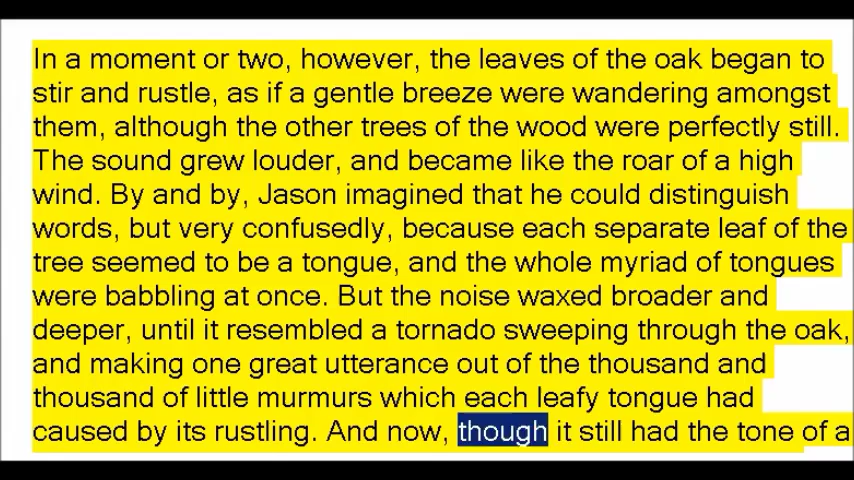 In a moment or two, however, the leaves of the oak began to
stir and rustle, as if a gentle breeze were wandering amongst
them, although the other trees of the wood were perfectly still.
The sound grew louder, and became like the roar of a high
wind. By and by, Jason imagined that he could distinguish
words, but very confusedly, because each separate leaf of the
tree seemed to be a tongue, and the whole myriad of tongues
were babbling at once. But the noise waxed broader and
deeper, until it resembled a tornado sweeping through the oak,
and making one great utterance out of the thousand and
thousand of little murmurs which each leafy tongue had
caused by its rustling. And now, though it still had the tone of a